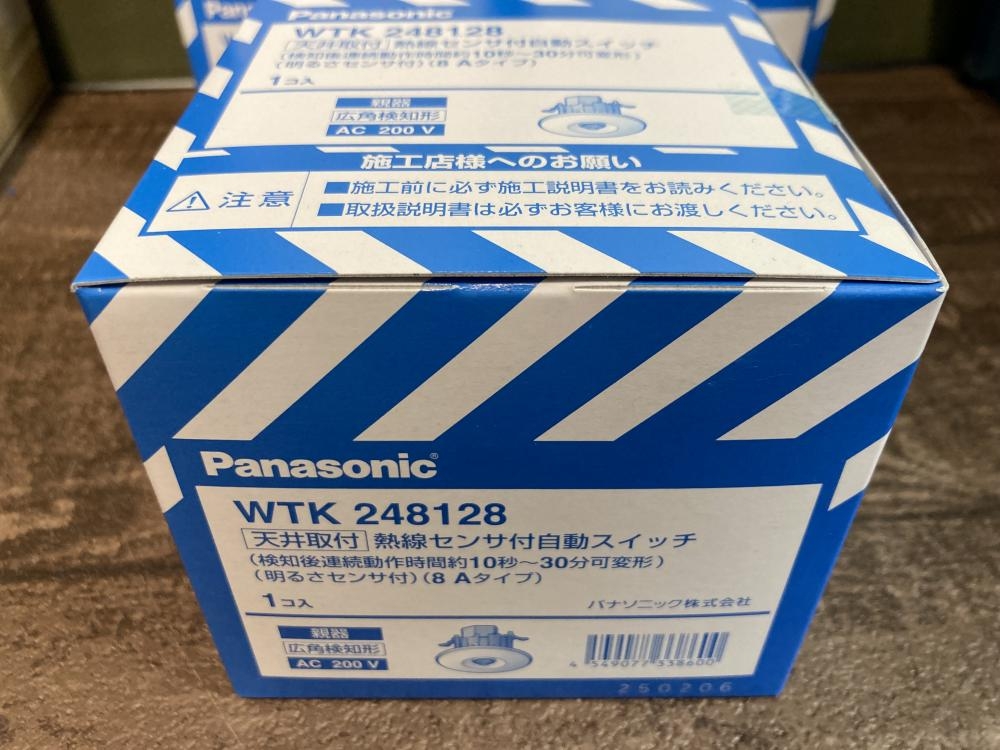 Pan
Panasonic
WTK 248128
天井取付 熱線センサ付自動スイッチ
(検知後連続動作時間約10秒〜30分可変形)
(明るさセンサ付)(8 Aタイプ)
1コ入
親器
広角検知形
AC 200 V
施工店様へのお願い
注意
■施工前に必ず施工説明書をお読みください。
■取扱説明書は必ずお客様にお渡しください。
Panasonic®
WTK 248128
天井取付 熱線センサ付自動スイッチ
(検知後連続動作時間約10秒〜30分可変形)
(明るさセンサ付)(8 Aタイプ)
1コ入
パナソニック株式会社
親器
広角検知形
AC 200 V
4 549077 338600
250206